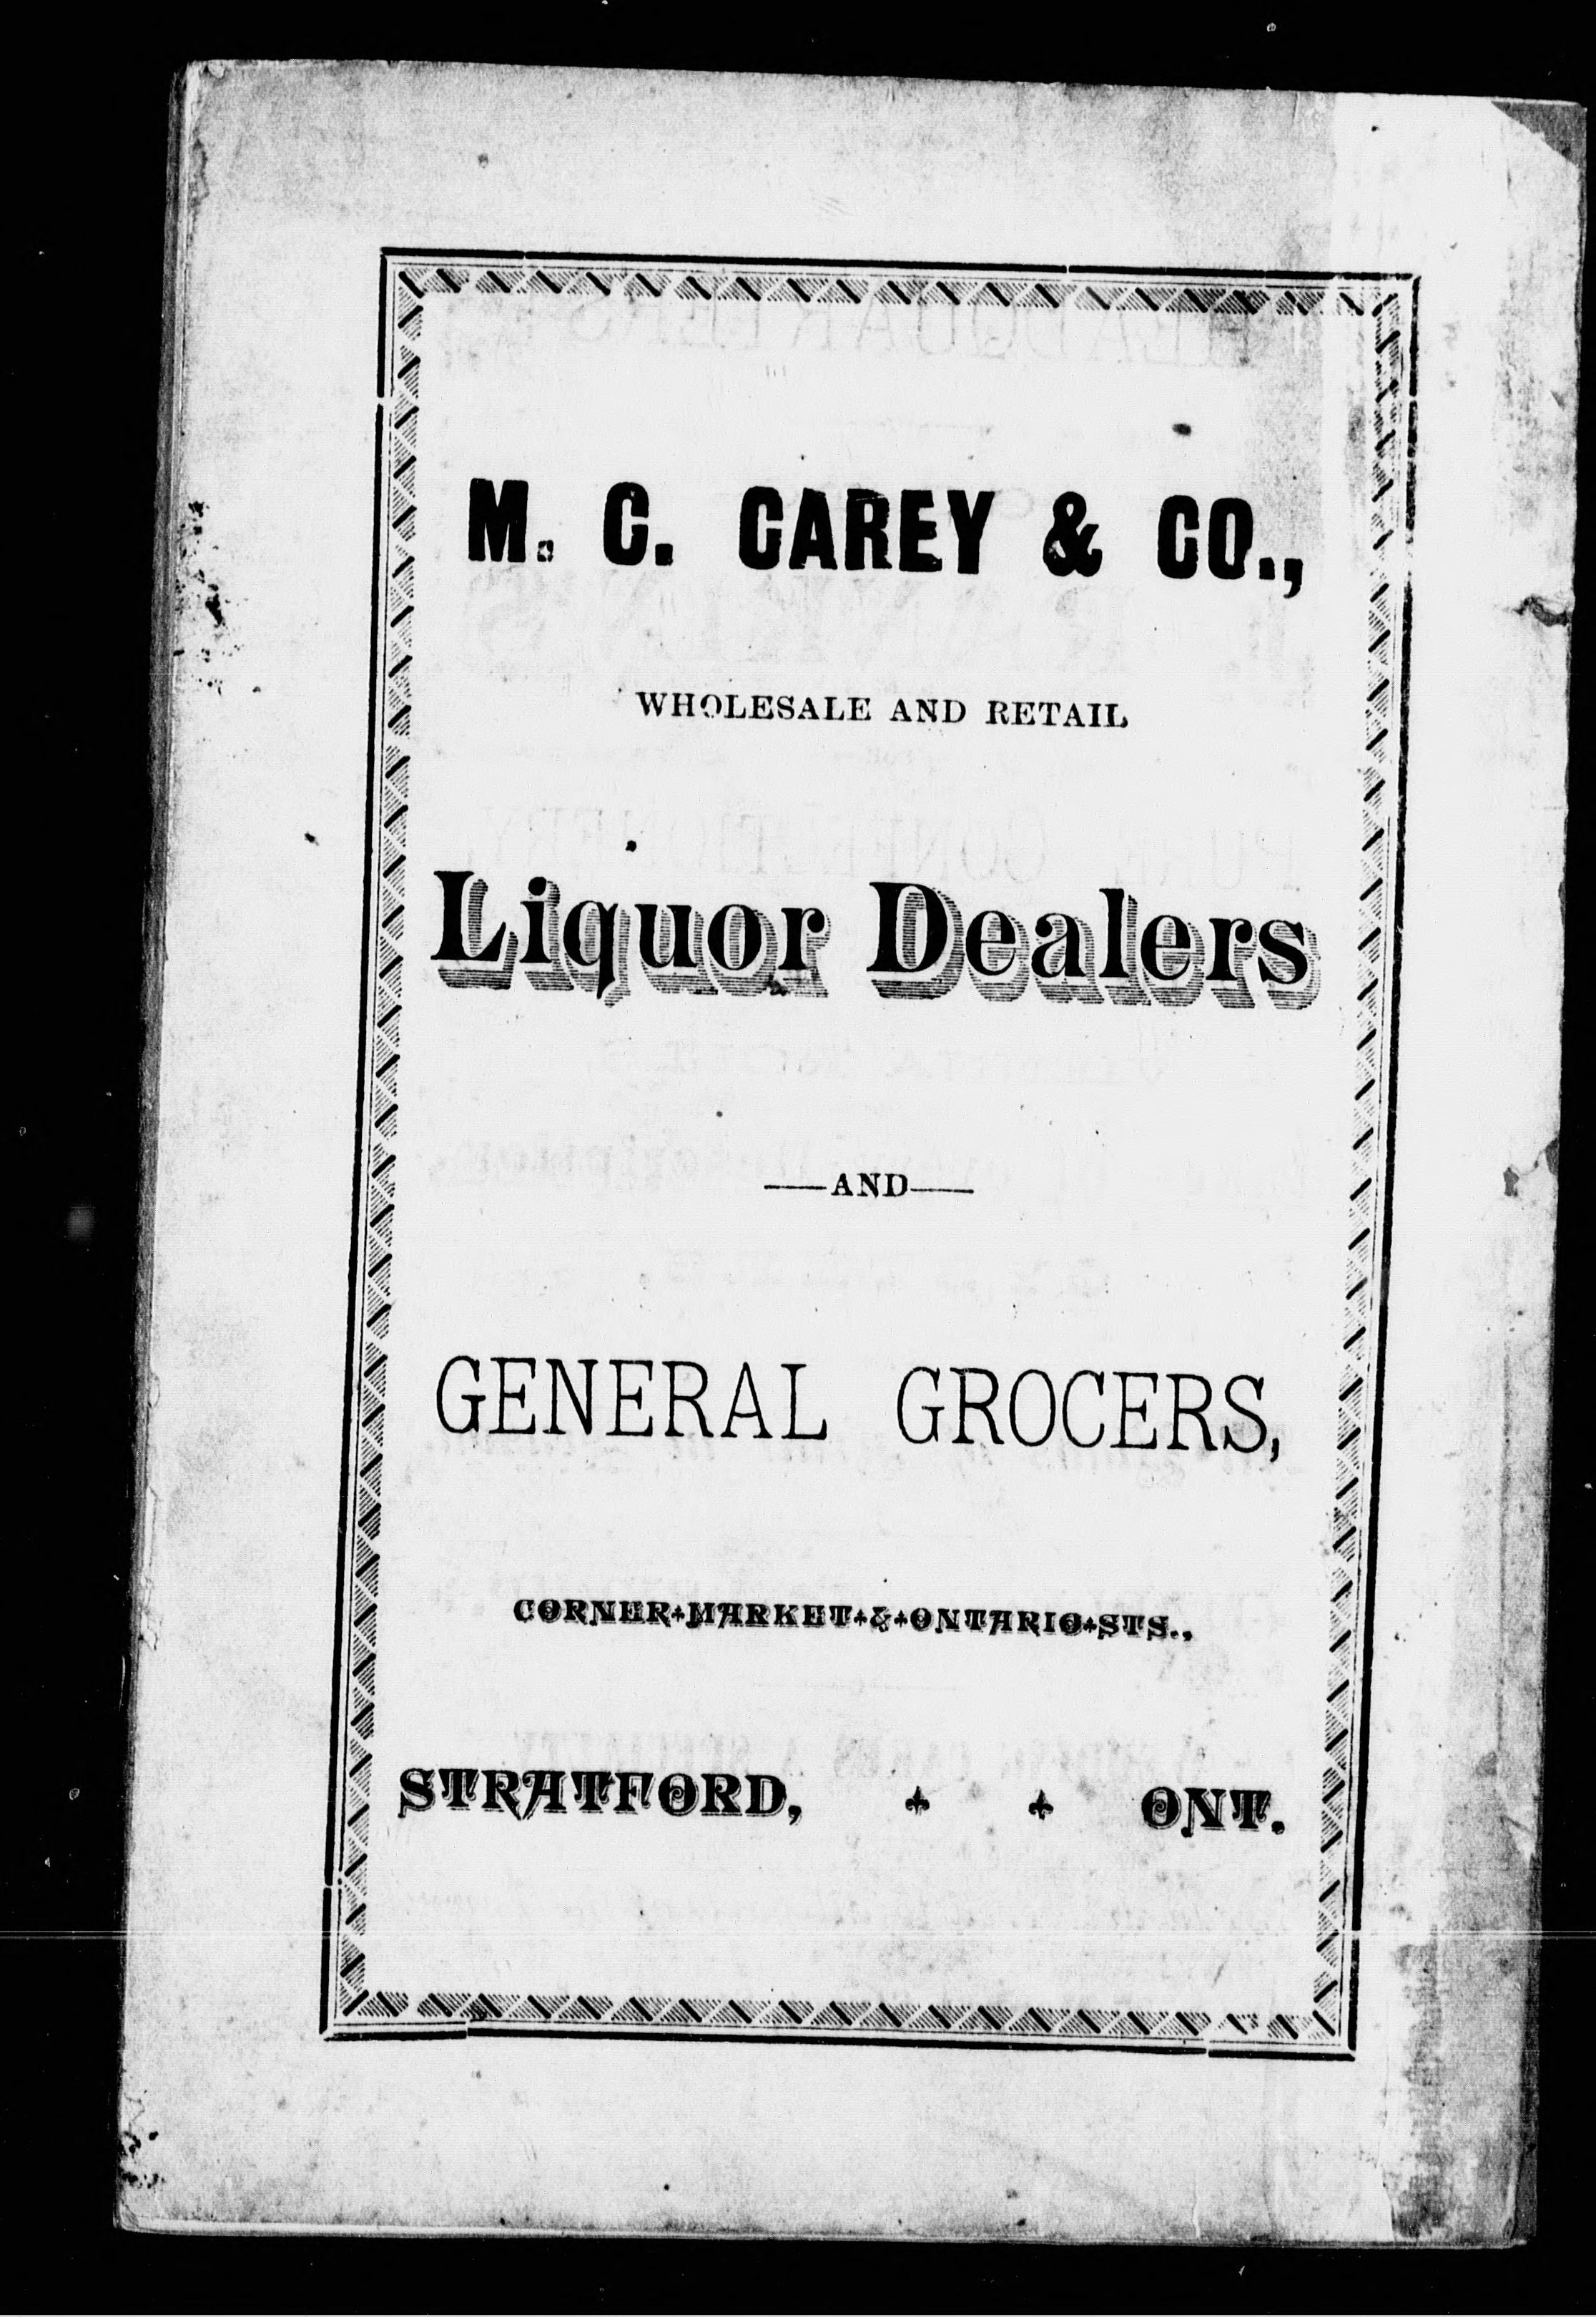 M. C. CAREY & CO.,
WHOLESALE AND RETAIL
Liquor Dealers
—AND—
GENERAL GROCERS,
CORNER MARKET & ONTARIO STS.,
STRATFORD, ONT.